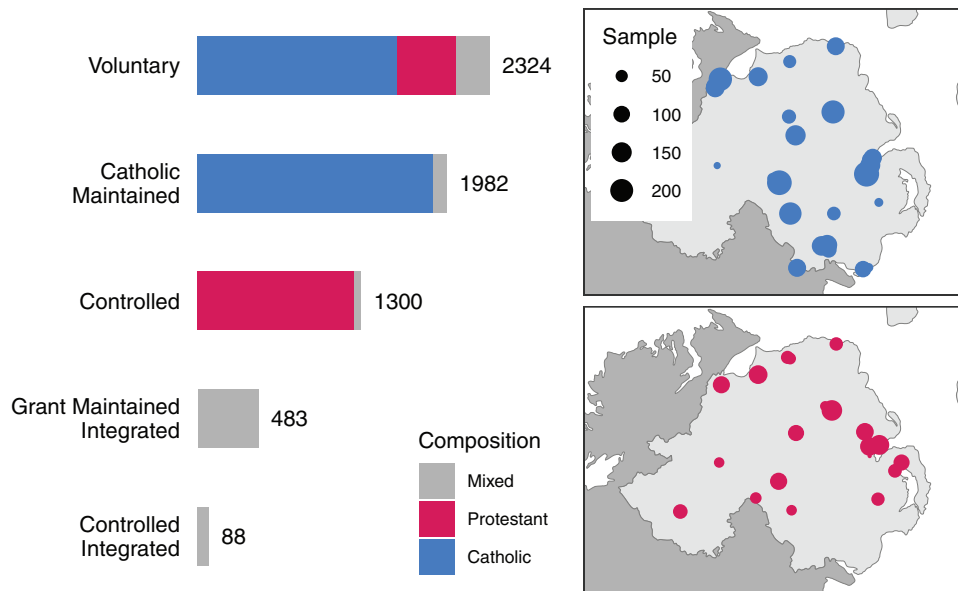 Voluntary
2324
Catholic
Maintained
1982
Controlled
1300
Grant Maintained
Integrated
483
Controlled
Integrated
88
Composition
Mixed
Protestant
Catholic
Sample
50
100
150
200